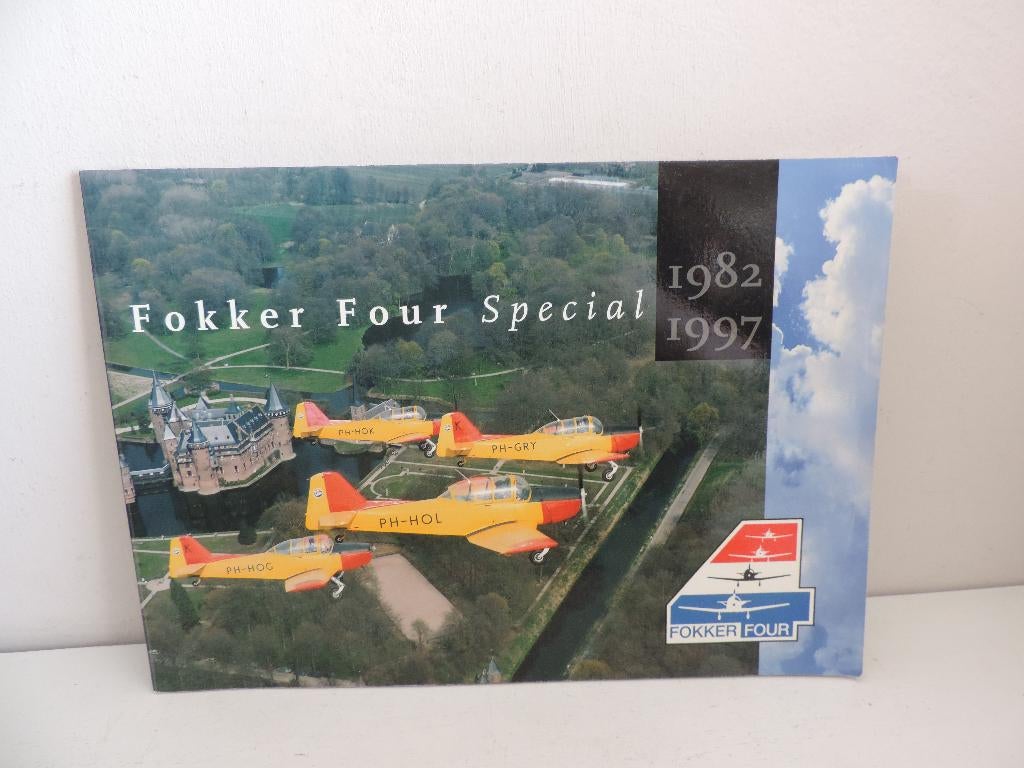 1982
1997
Fokker Four Special
PH-HOK
K
PH-GRY
PH-HOL
K
PH-HOG
FOKKER FOUR